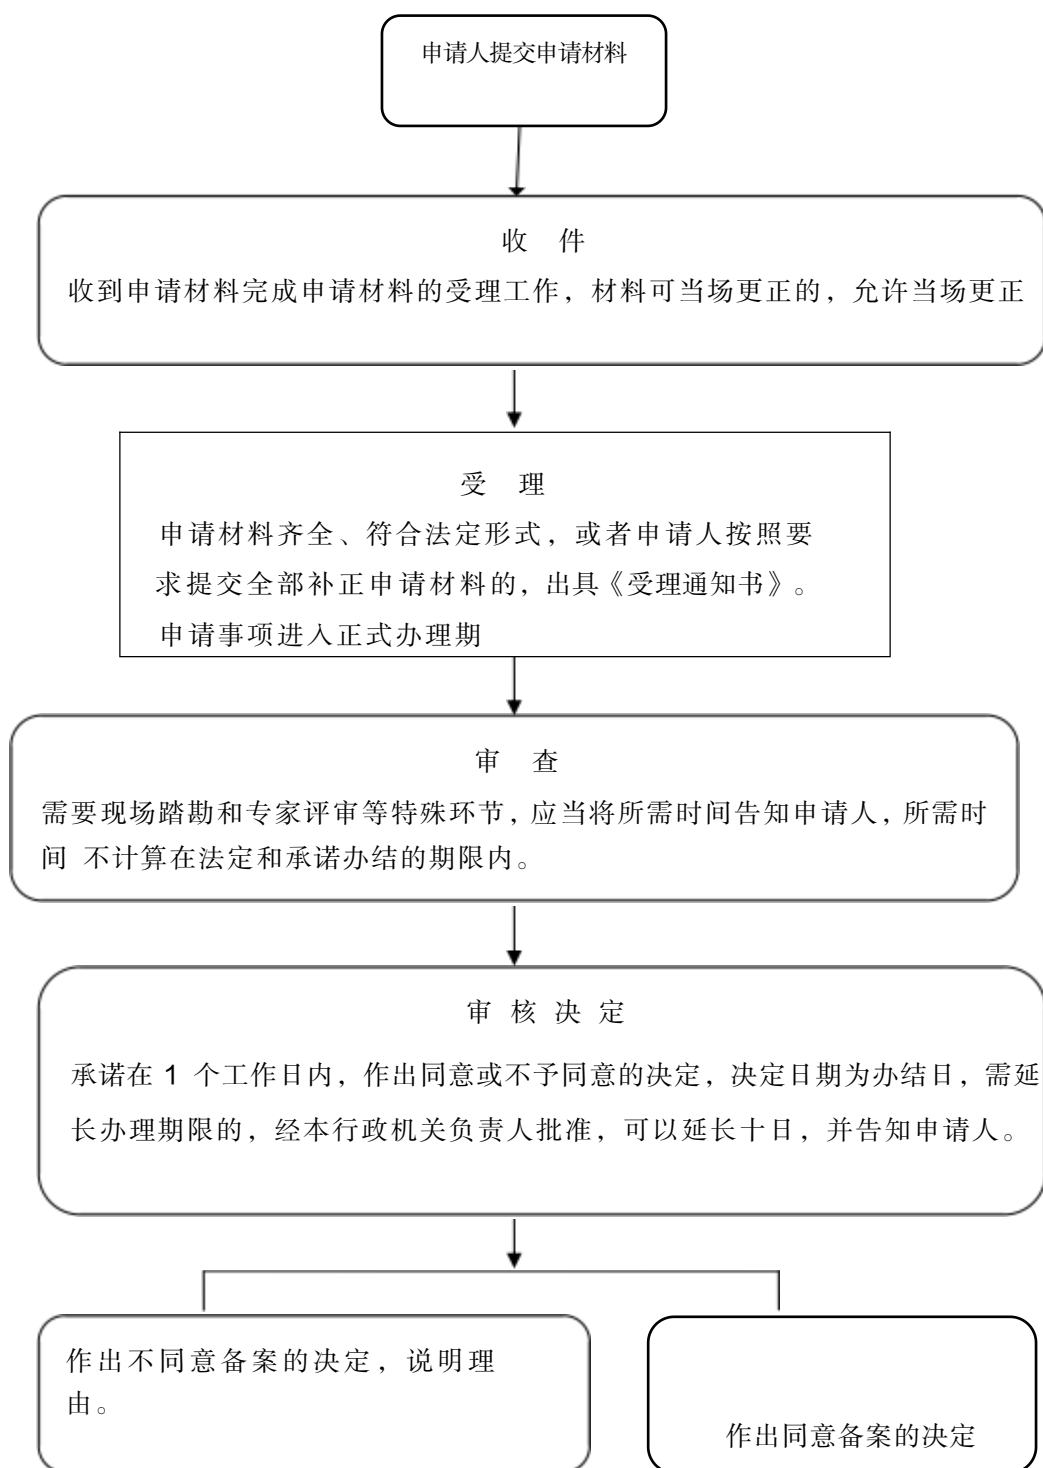 申请人提交申请材料
收 件
收到申请材料完成申请材料的受理工作，材料可当场更正的，允许当场更正
受 理
申请材料齐全、符合法定形式，或者申请人按照要
求提交全部补正申请材料的，出具《受理通知书》。
申请事项进入正式办理期
审 查
需要现场踏勘和专家评审等特殊环节，应当将所需时间告知申请人，所需时
间 不计算在法定和承诺办结的期限内。
审 核 决 定
承诺在 1 个工作日内，作出同意或不予同意的决定，决定日期为办结日，需延
长办理期限的，经本行政机关负责人批准，可以延长十日，并告知申请人。
作出不同意备案的决定，说明理
由。
作出同意备案的决定